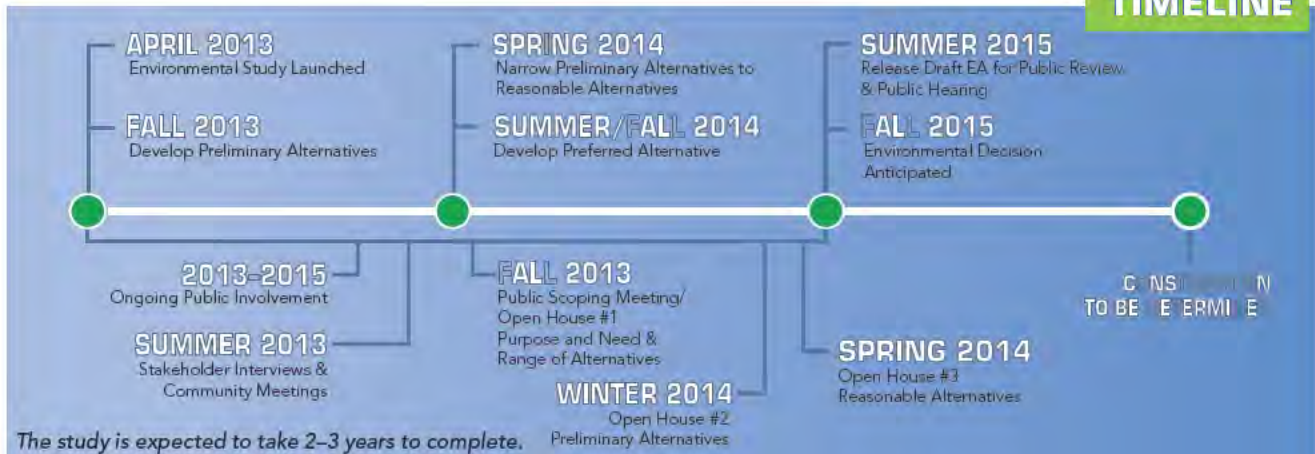 TIMELINE
APRIL 2013
Environmental Study Launched
FALL 2013
Develop Preliminary Alternatives
SPRING 2014
Narrow Preliminary Alternatives to
Reasonable Alternatives
SUMMER/FALL 2014
Develop Preferred Alternative
SUMMER 2015
Release Draft EA for Public Review
& Public Hearing
FALL 2015
Environmental Decision
Anticipated
2013-2015
Ongoing Public Involvement
SUMMER 2013
Stakeholder Interviews &
Community Meetings
FALL 2013
Public Scoping Meeting/
Open House #1
Purpose and Need &
Range of Alternatives
WINTER 2014
Open House #2
Preliminary Alternatives
SPRING 2014
Open House #3
Reasonable Alternatives
TO BE
The study is expected to take 2–3 years to complete.